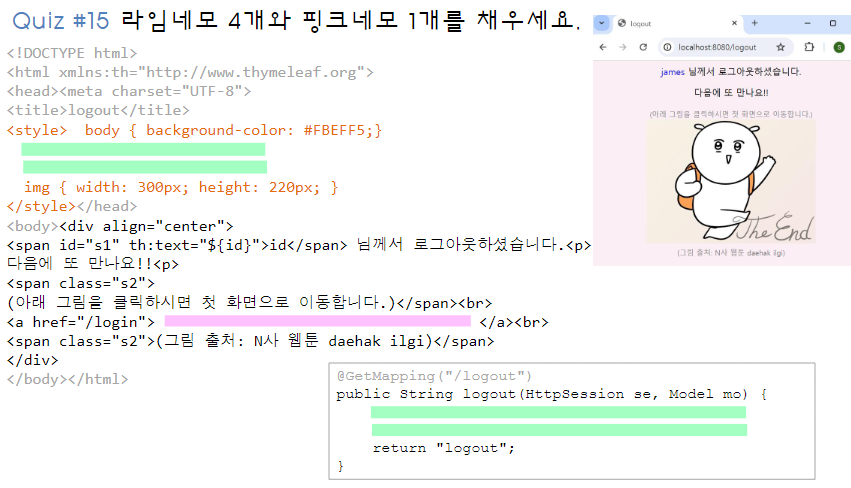 Quiz #15 라임네모 4개와 핑크네모 1개를 채우세요.
<!DOCTYPE html>
<html xmlns:th="http://www.thymeleaf.org">
<head><meta charset="UTF-8">
<title>logout</title>
<style>  body { background-color: #FBEFF5;}
img { width: 300px; height: 220px; }
</style></head>
<body><div align="center">
<span id="s1" th:text="${id}">id</span> 님께서 로그아웃하셨습니다.<p>
다음에 또 만나요!!<p>
<span class="s2">
(아래 그림을 클릭하시면 첫 화면으로 이동합니다.)</span><br>
<a href="/login"> </a><br>
<span class="s2">(그림 출처: N사 웹툰 daehak ilgi)</span>
</div>
</body></html>
logout
localhost:8080/logout
S
james 님께서 로그아웃하셨습니다.
다음에 또 만나요!!
(아래 그림을 클릭하시면 첫 화면으로 이동합니다.)
The End
(그림 출처: N사 웹툰 daehak ilgi)
@GetMapping("/logout")
public String logout(HttpSession se, Model mo) {
return "logout";
}